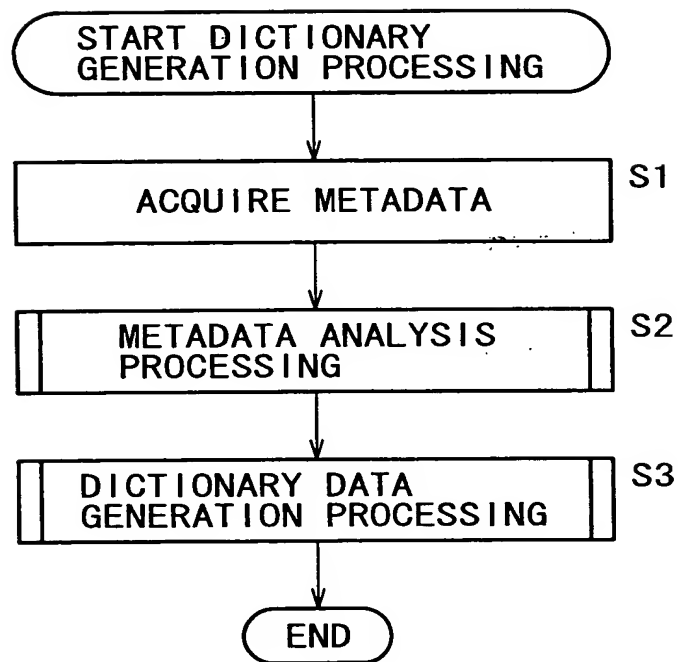 START DICTIONARY
GENERATION PROCESSING
S1
ACQUIRE METADATA
S2
METADATA ANALYSIS
PROCESSING
S3
DICTIONARY DATA
GENERATION PROCESSING
END